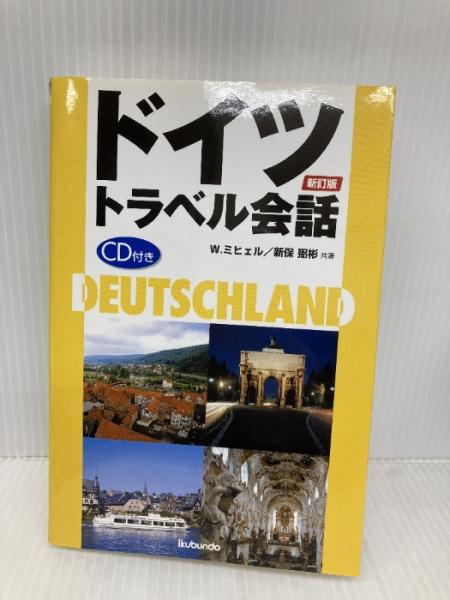 ドイツ
新訂版
トラベル会話
CD付き
W.ミヒェル/新保 弼彬 共著
DEUTSCHLAND
ikubundo